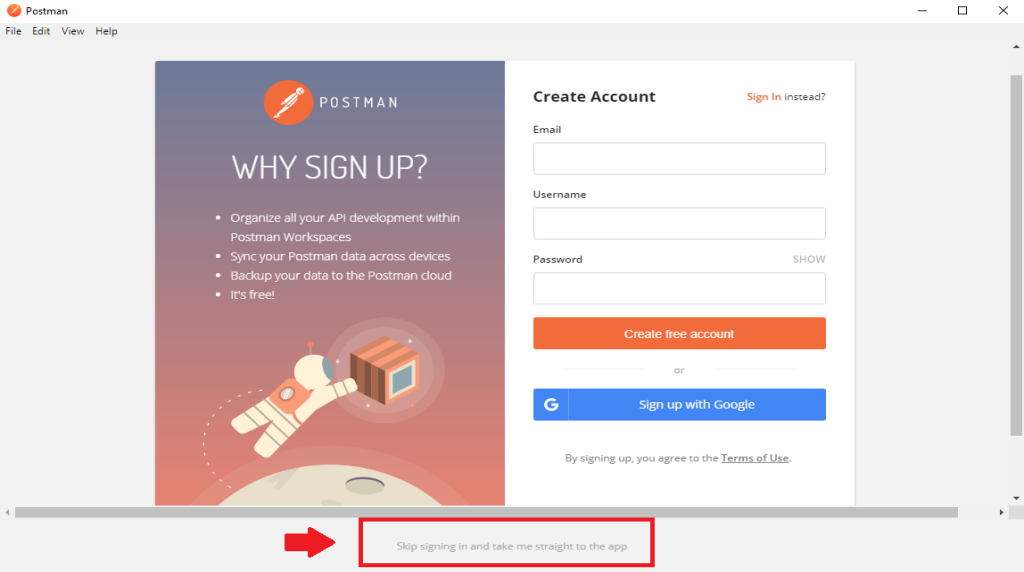 Postman
File Edit View Help
POSTMAN
WHY SIGN UP?
• Organize all your API development within
Postman Workspaces
• Sync your Postman data across devices
• Backup your data to the Postman cloud
• It's free!
Create Account
Sign In instead?
Email
Username
Password
SHOW
Create free account
or
G
Sign up with Google
By signing up, you agree to the Terms of Use.
Skip signing in and take me straight to the app